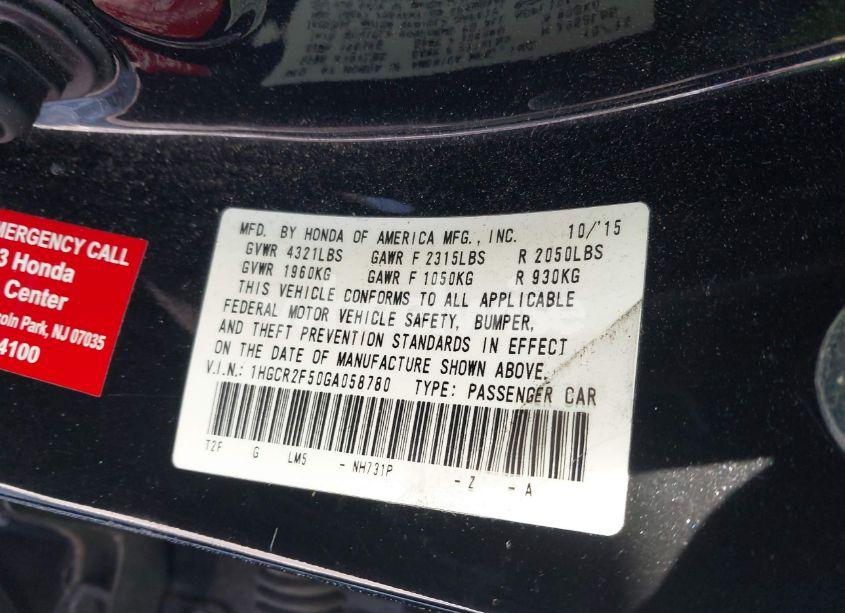 MFD. BY HONDA OF AMERICA MFG., INC. 10/'15
GVWR 4321LBS GAWR F 2315LBS R 2050LBS
GVWR 1960KG GAWR F 1050KG R 930KG
THIS VEHICLE CONFORMS TO ALL APPLICABLE
FEDERAL MOTOR VEHICLE SAFETY, BUMPER,
AND THEFT PREVENTION STANDARDS IN EFFECT
ON THE DATE OF MANUFACTURE SHOWN ABOVE.
V.I.N.: 1HGCR2F50GA058780 TYPE: PASSENGER CAR
T2F G LM5 - NH731P - Z - A
EMERGENCY CALL
3 Honda
Center
Park, NJ 07035
4100